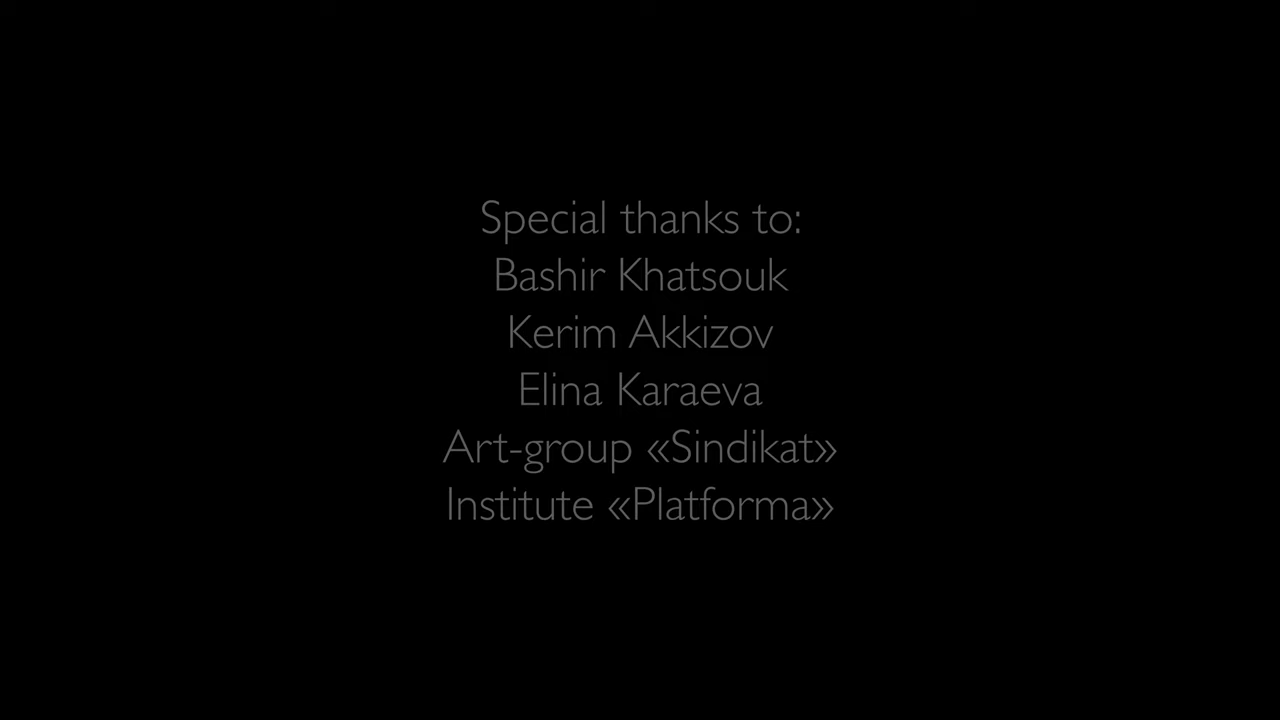 Special thanks to:
Bashir Khatsouk
Kerim Akkizov
Elina Karaeva
Art-group «Sindikat»
Institute «Platforma»